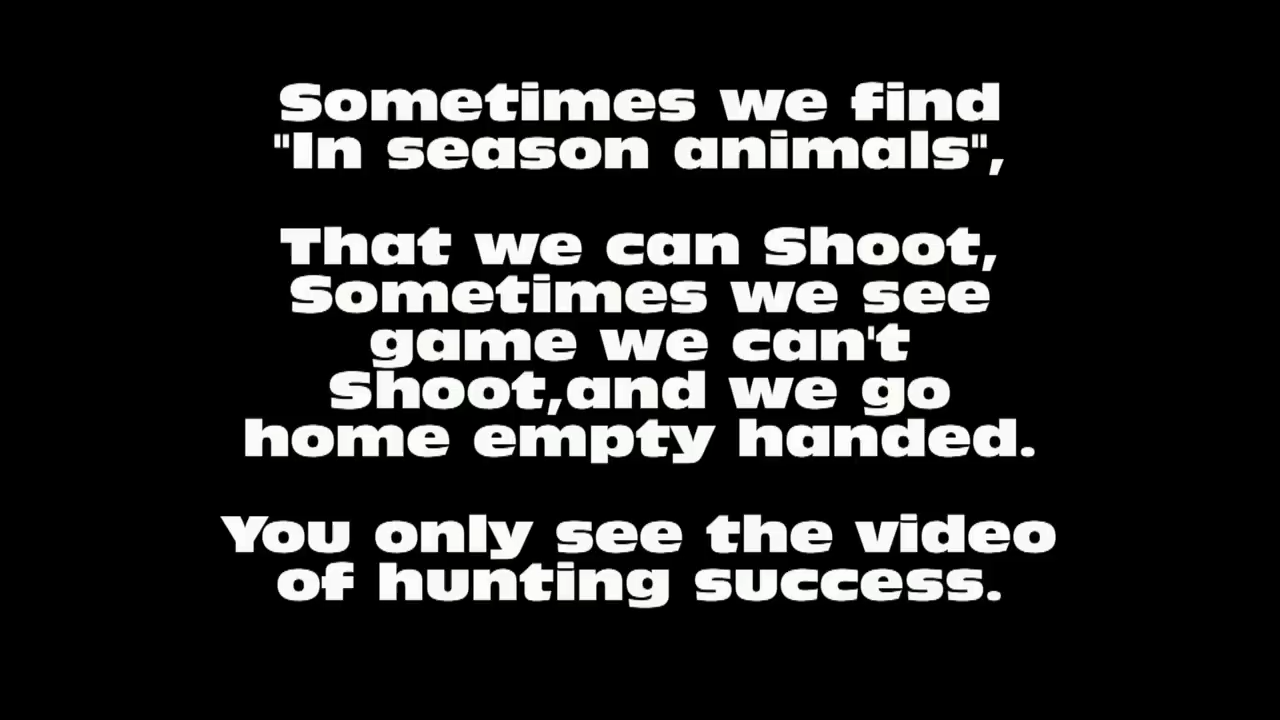 Sometimes we find
"In season animals",
That we can Shoot,
Sometimes we see
game we can't
Shoot,and we go
home empty handed.
You only see the video
of hunting success.